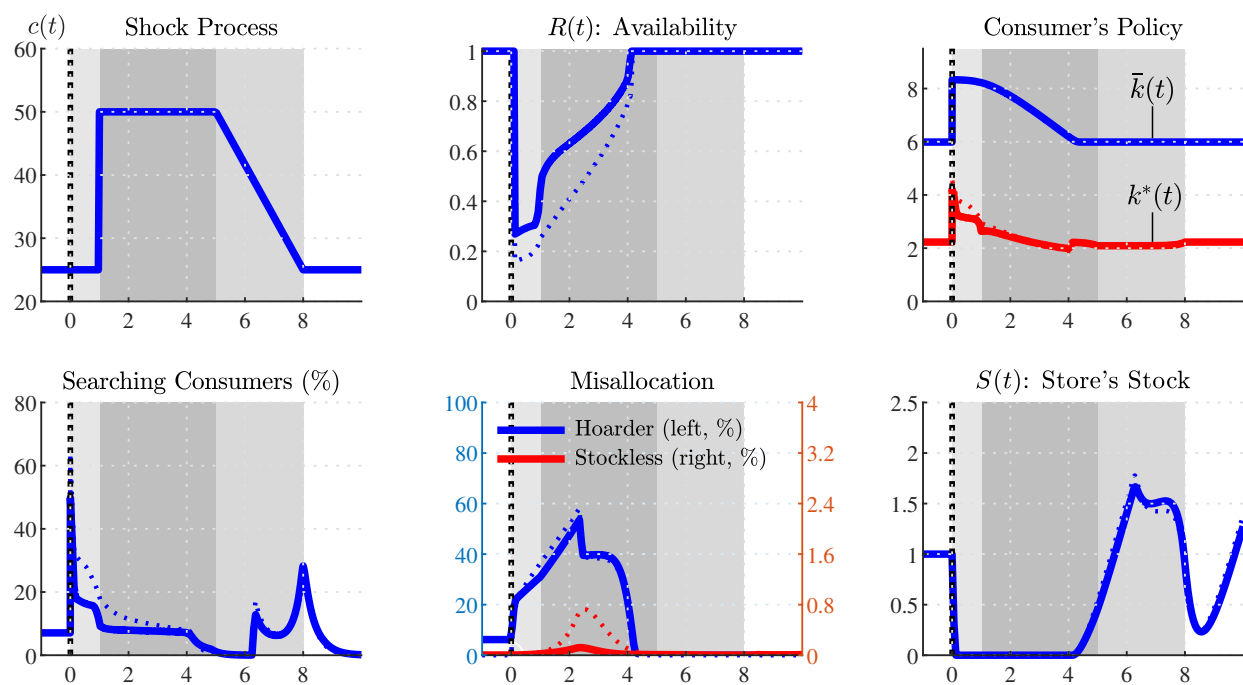 c(t) Shock Process
60
50
40
30
20
0 2 4 6 8
R(t): Availability
1
0.8
0.6
0.4
0.2
0
0 2 4 6 8
Consumer's Policy
8
6
4
2
0
k̄(t)
k*(t)
0 2 4 6 8
Searching Consumers (%)
80
60
40
20
0
0 2 4 6 8
Misallocation
100
80
60
40
20
0
Hoarder (left, %)
Stockless (right, %)
4
3.2
2.4
1.6
0.8
0
0 2 4 6 8
S(t): Store's Stock
2.5
2
1.5
1
0.5
0
0 2 4 6 8